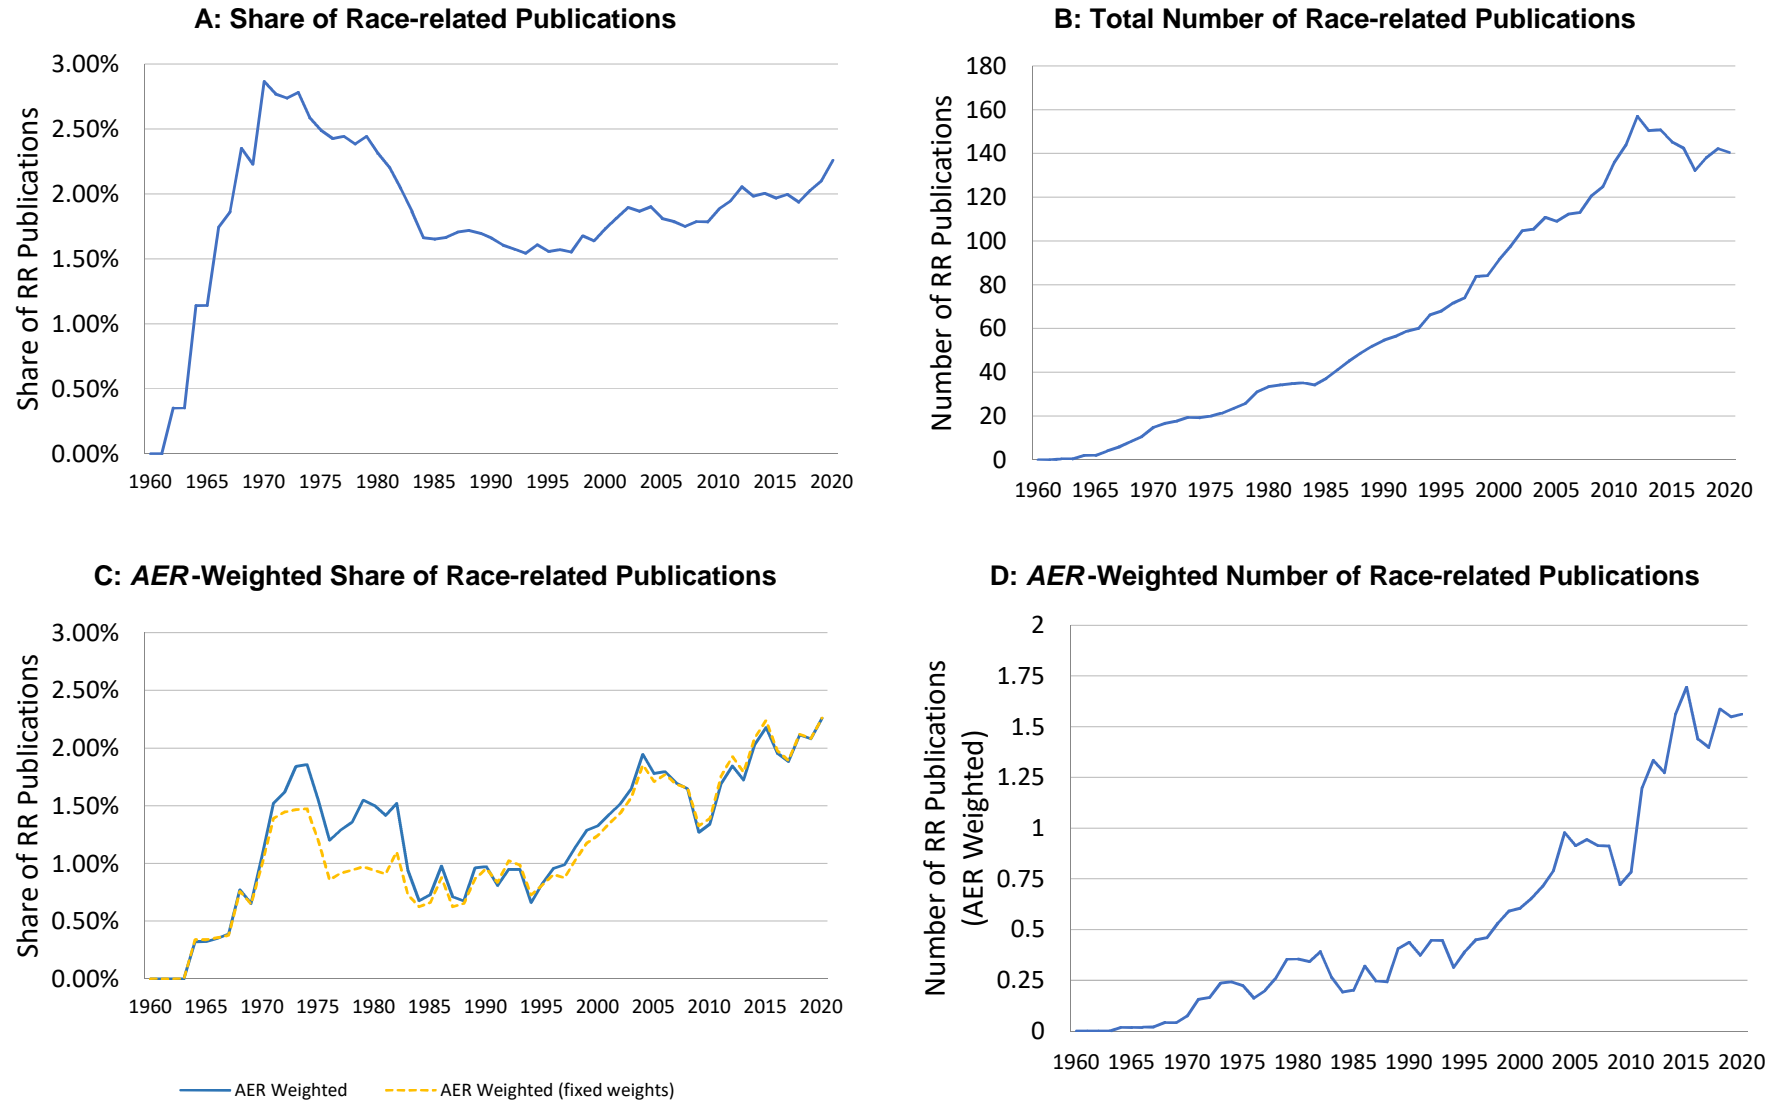 A: Share of Race-related Publications
Share of RR Publications
3.00%
2.50%
2.00%
1.50%
1.00%
0.50%
0.00%
1960 1965 1970 1975 1980 1985 1990 1995 2000 2005 2010 2015 2020
B: Total Number of Race-related Publications
Number of RR Publications
180
160
140
120
100
80
60
40
20
0
1960 1965 1970 1975 1980 1985 1990 1995 2000 2005 2010 2015 2020
C: AER-Weighted Share of Race-related Publications
Share of RR Publications
3.00%
2.50%
2.00%
1.50%
1.00%
0.50%
0.00%
1960 1965 1970 1975 1980 1985 1990 1995 2000 2005 2010 2015 2020
AER Weighted
AER Weighted (fixed weights)
D: AER-Weighted Number of Race-related Publications
Number of RR Publications
(AER Weighted)
2
1.75
1.5
1.25
1
0.75
0.5
0.25
0
1960 1965 1970 1975 1980 1985 1990 1995 2000 2005 2010 2015 2020